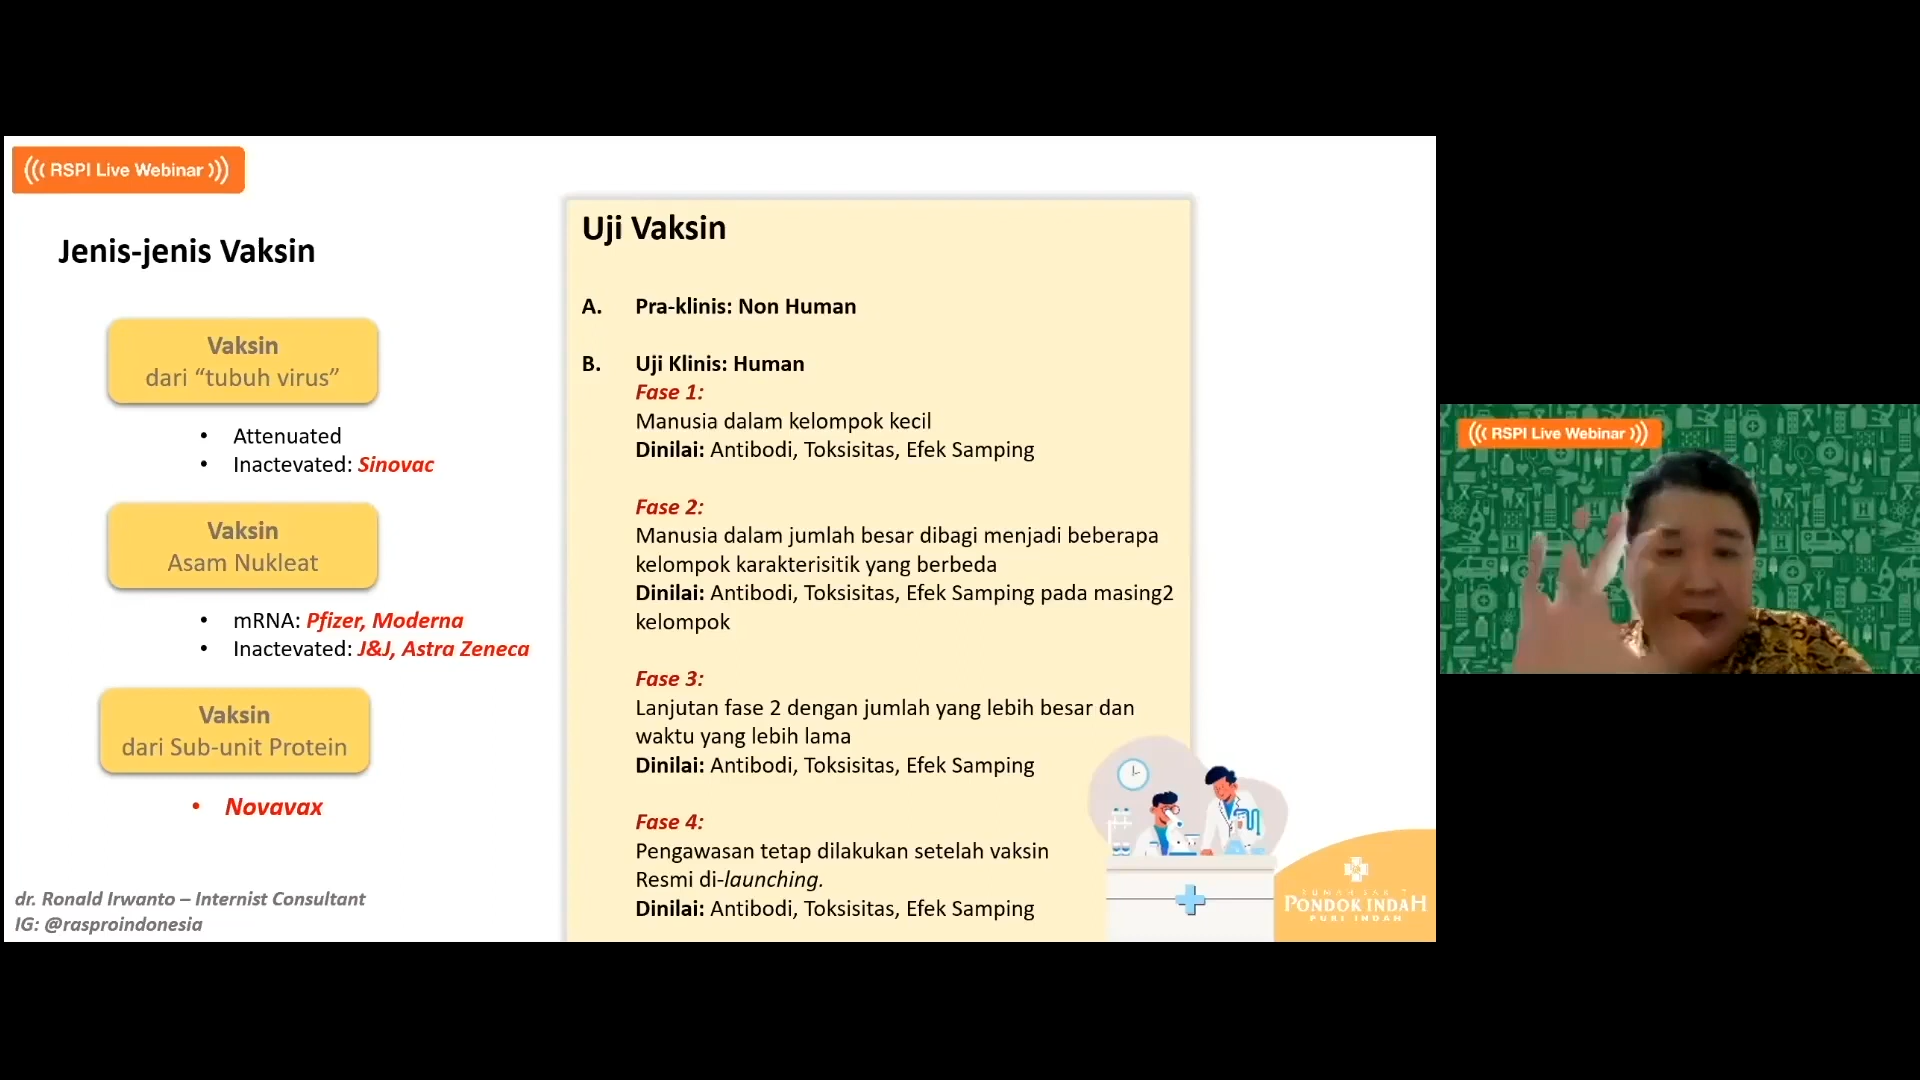 RSPI Live Webinar
Jenis-jenis Vaksin
Vaksin
dari “tubuh virus”
• Attenuated
• Inactevated: Sinovac
Vaksin
Asam Nukleat
• mRNA: Pfizer, Moderna
• Inactevated: J&J, Astra Zeneca
Vaksin
dari Sub-unit Protein
• Novavax
dr. Ronald Irwanto – Internist Consultant
IG: @rasproindonesia
Uji Vaksin
A. Pra-klinis: Non Human
B. Uji Klinis: Human
Fase 1:
Manusia dalam kelompok kecil
Dinilai: Antibodi, Toksisitas, Efek Samping
Fase 2:
Manusia dalam jumlah besar dibagi menjadi beberapa
kelompok karakterisitik yang berbeda
Dinilai: Antibodi, Toksisitas, Efek Samping pada masing2
kelompok
Fase 3:
Lanjutan fase 2 dengan jumlah yang lebih besar dan
waktu yang lebih lama
Dinilai: Antibodi, Toksisitas, Efek Samping
Fase 4:
Pengawasan tetap dilakukan setelah vaksin
Resmi di-launching.
Dinilai: Antibodi, Toksisitas, Efek Samping
RUMAH SAKIT
PONDOK INDAH
PURI INDAH
RSPI Live Webinar